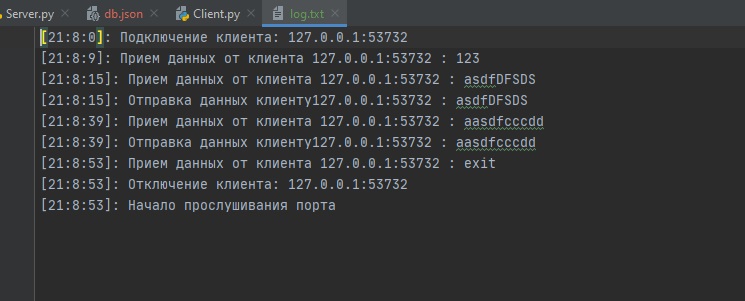 Server.py db.json Client.py log.txt
[21:8:0]: Подключение клиента: 127.0.0.1:53732
[21:8:9]: Прием данных от клиента 127.0.0.1:53732 : 123
[21:8:15]: Прием данных от клиента 127.0.0.1:53732 : asdfDFSDS
[21:8:15]: Отправка данных клиенту127.0.0.1:53732 : asdfDFSDS
[21:8:39]: Прием данных от клиента 127.0.0.1:53732 : aasdfcccdd
[21:8:39]: Отправка данных клиенту127.0.0.1:53732 : aasdfcccdd
[21:8:53]: Прием данных от клиента 127.0.0.1:53732 : exit
[21:8:53]: Отключение клиента: 127.0.0.1:53732
[21:8:53]: Начало прослушивания порта